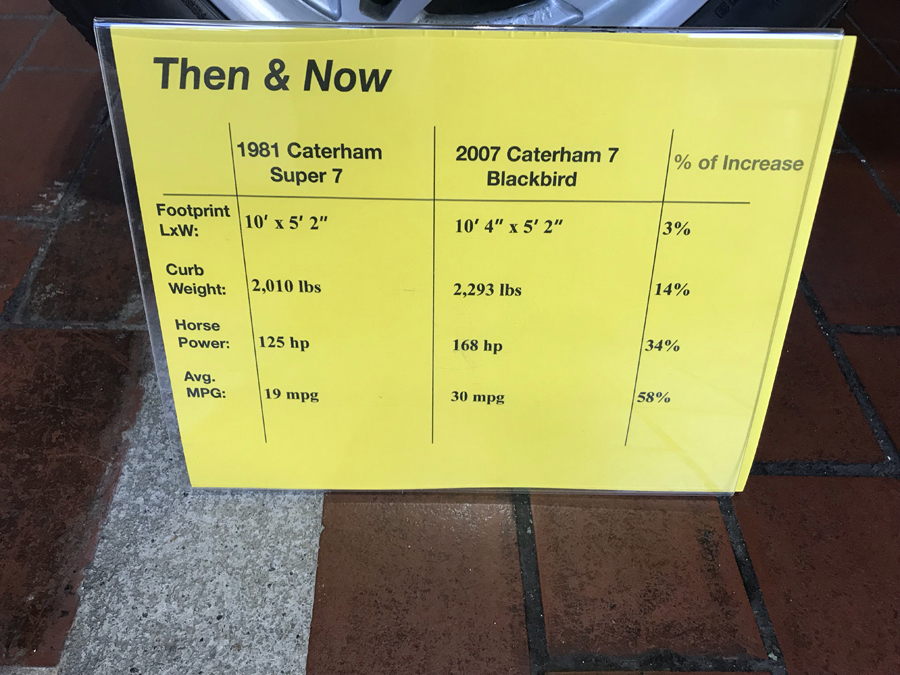 Then & Now
1981 Caterham Super 7 2007 Caterham 7 Blackbird % of Increase
Footprint LxW: 10′ x 5′ 2″ 10′ 4″ x 5′ 2″ 3%
Curb Weight: 2,010 lbs 2,293 lbs 14%
Horse Power: 125 hp 168 hp 34%
Avg. MPG: 19 mpg 30 mpg 58%